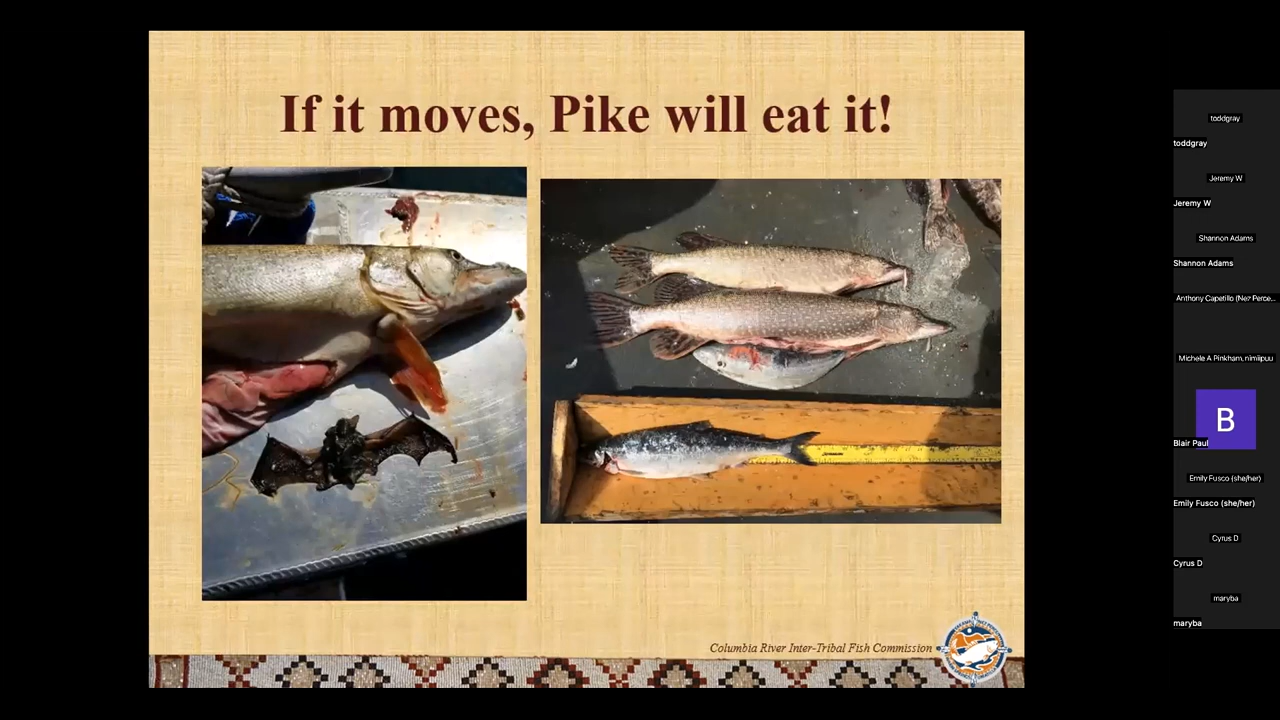 If it moves, Pike will eat it!
Columbia River Inter-Tribal Fish Commission
toddgray
toddgray
Jeremy W
Jeremy W
Shannon Adams
Shannon Adams
Anthony Capetillo (Nez Perce...
Michele A Pinkham, nimiipuu
B
Blair Paul
Emily Fusco (she/her)
Emily Fusco (she/her)
Cyrus D
Cyrus D
maryba
maryba